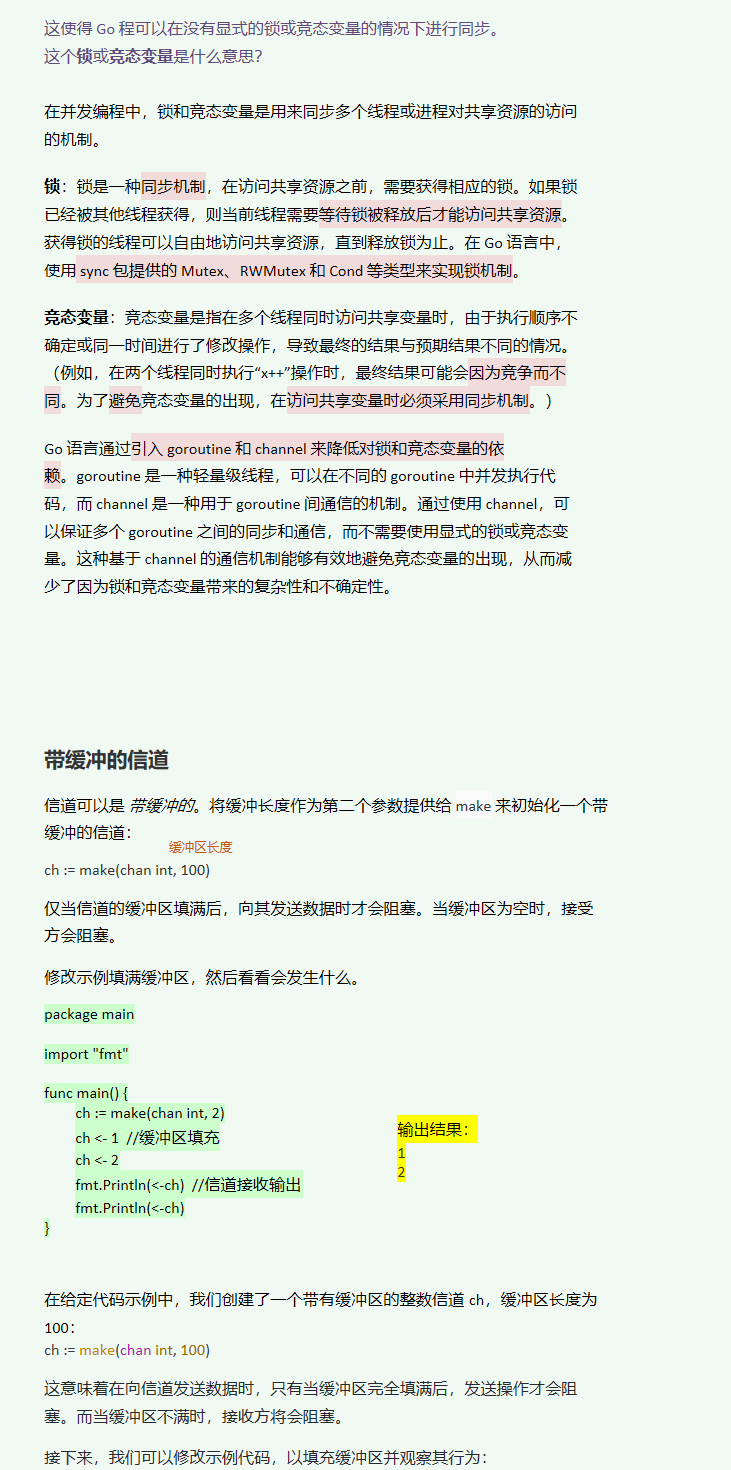 这使得 Go 程可以在没有显式的锁或竞态变量的情况下进行同步。
这个锁或竞态变量是什么意思?
在并发编程中，锁和竞态变量是用来同步多个线程或进程对共享资源的访问
的机制。
锁：锁是一种同步机制，在访问共享资源之前，需要获得相应的锁。如果锁
已经被其他线程获得，则当前线程需要等待锁被释放后才能访问共享资源。
获得锁的线程可以自由地访问共享资源，直到释放锁为止。在 Go 语言中，
使用 sync 包提供的 Mutex、RWMutex 和 Cond 等类型来实现锁机制。
竞态变量：竞态变量是指在多个线程同时访问共享变量时，由于执行顺序不
确定或同一时间进行了修改操作，导致最终的结果与预期结果不同的情况。
（例如，在两个线程同时执行“x++”操作时，最终结果可能会因为竞争而不
同。为了避免竞态变量的出现，在访问共享变量时必须采用同步机制。）
Go 语言通过引入 goroutine 和 channel 来降低对锁和竞态变量的依
赖。goroutine 是一种轻量级线程，可以在不同的 goroutine 中并发执行代
码，而 channel 是一种用于 goroutine 间通信的机制。通过使用 channel，可
以保证多个 goroutine 之间的同步和通信，而不需要使用显式的锁或竞态变
量。这种基于 channel 的通信机制能够有效地避免竞态变量的出现，从而减
少了因为锁和竞态变量带来的复杂性和不确定性。
带缓冲的信道
信道可以是 带缓冲的。将缓冲长度作为第二个参数提供给 make 来初始化一个带
缓冲的信道：
缓冲区长度
ch := make(chan int, 100)
仅当信道的缓冲区填满后，向其发送数据时才会阻塞。当缓冲区为空时，接受
方会阻塞。
修改示例填满缓冲区，然后看看会发生什么。
package main
import "fmt"
func main() {
ch := make(chan int, 2)
ch <- 1 //缓冲区填充
ch <- 2
fmt.Println(<-ch) //信道接收输出
fmt.Println(<-ch)
}
输出结果：
1
2
在给定代码示例中，我们创建了一个带有缓冲区的整数信道 ch，缓冲区长度为
100：
ch := make(chan int, 100)
这意味着在向信道发送数据时，只有当缓冲区完全填满后，发送操作才会阻
塞。而当缓冲区不满时，接收方将会阻塞。
接下来，我们可以修改示例代码，以填充缓冲区并观察其行为：